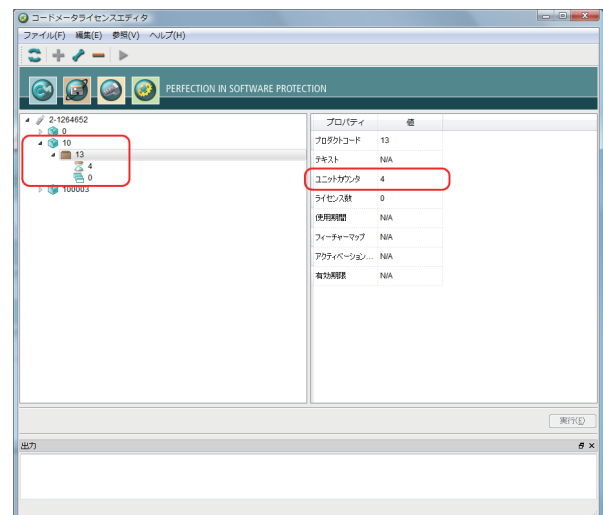 コードメータライセンスエディタ
ファイル(F) 編集(E) 参照(V) ヘルプ(H)
PERFECTION IN SOFTWARE PROTECTION
2-1264652
0
10
13
4
0
100003
プロパティ 値
プロダクトコード 13
テキスト N/A
ユニットカウンタ 4
ライセンス数 0
使用期間 N/A
フィーチャーマップ N/A
アクティベーション... N/A
有効期限 N/A
実行(E)
出力